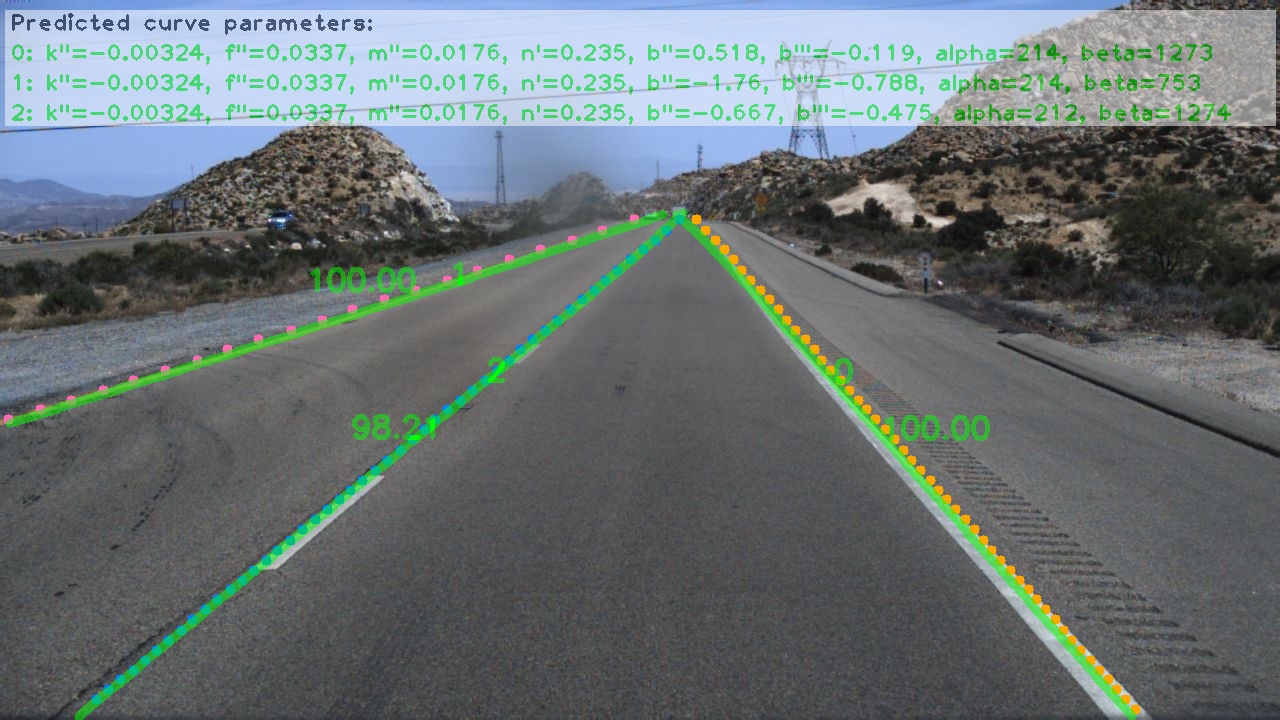 Predicted curve parameters:
0: k''=-0.00324, f''=0.0337, m''=0.0176, n'=0.235, b''=0.518, b'''=-0.119, alpha=214, beta=1273
1: k''=-0.00324, f''=0.0337, m''=0.0176, n'=0.235, b''=-1.76, b'''=-0.788, alpha=214, beta=753
2: k''=-0.00324, f''=0.0337, m''=0.0176, n'=0.235, b''=-0.667, b'''=-0.475, alpha=212, beta=1274
100.00 1
2
0
98.21
100.00